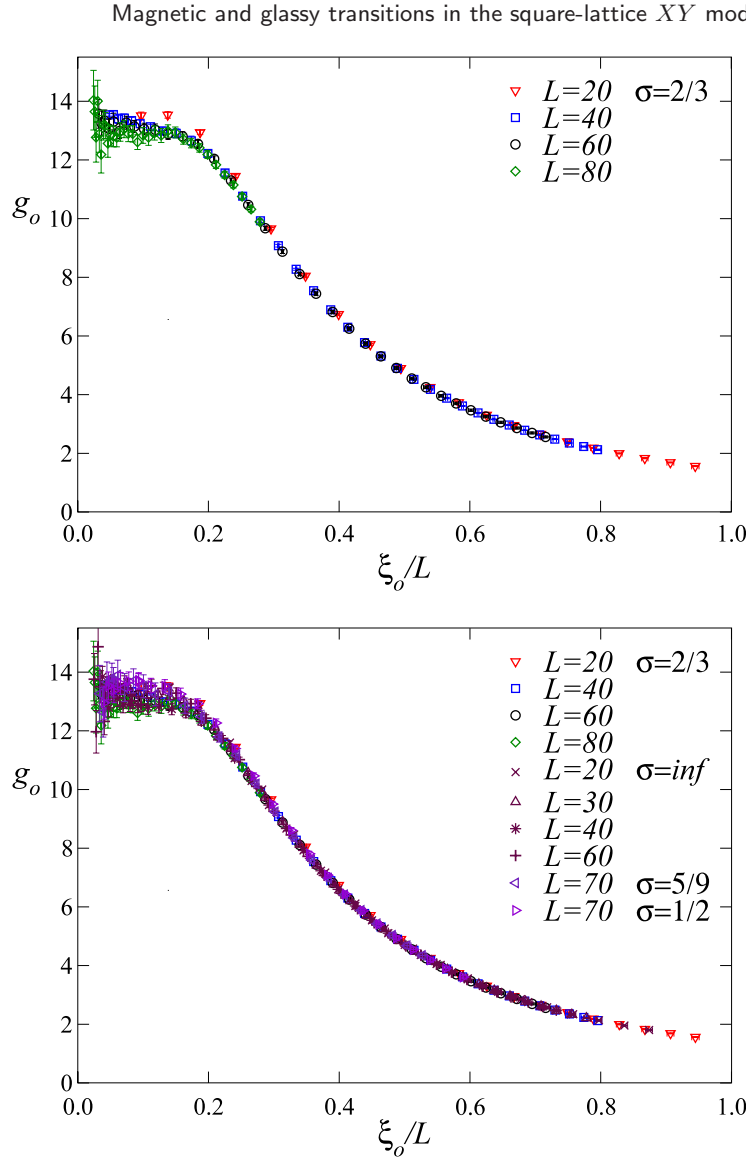 Magnetic and glassy transitions in the square-lattice XY mod
14
12
10
8
6
4
2
0
g_o
L=20 σ=2/3
L=40
L=60
L=80
0.0 0.2 0.4 0.6 0.8 1.0
ξ_o/L
14
12
10
8
6
4
2
0
g_o
L=20 σ=2/3
L=40
L=60
L=80
L=20 σ=inf
L=30
L=40
L=60
L=70 σ=5/9
L=70 σ=1/2
0.0 0.2 0.4 0.6 0.8 1.0
ξ_o/L